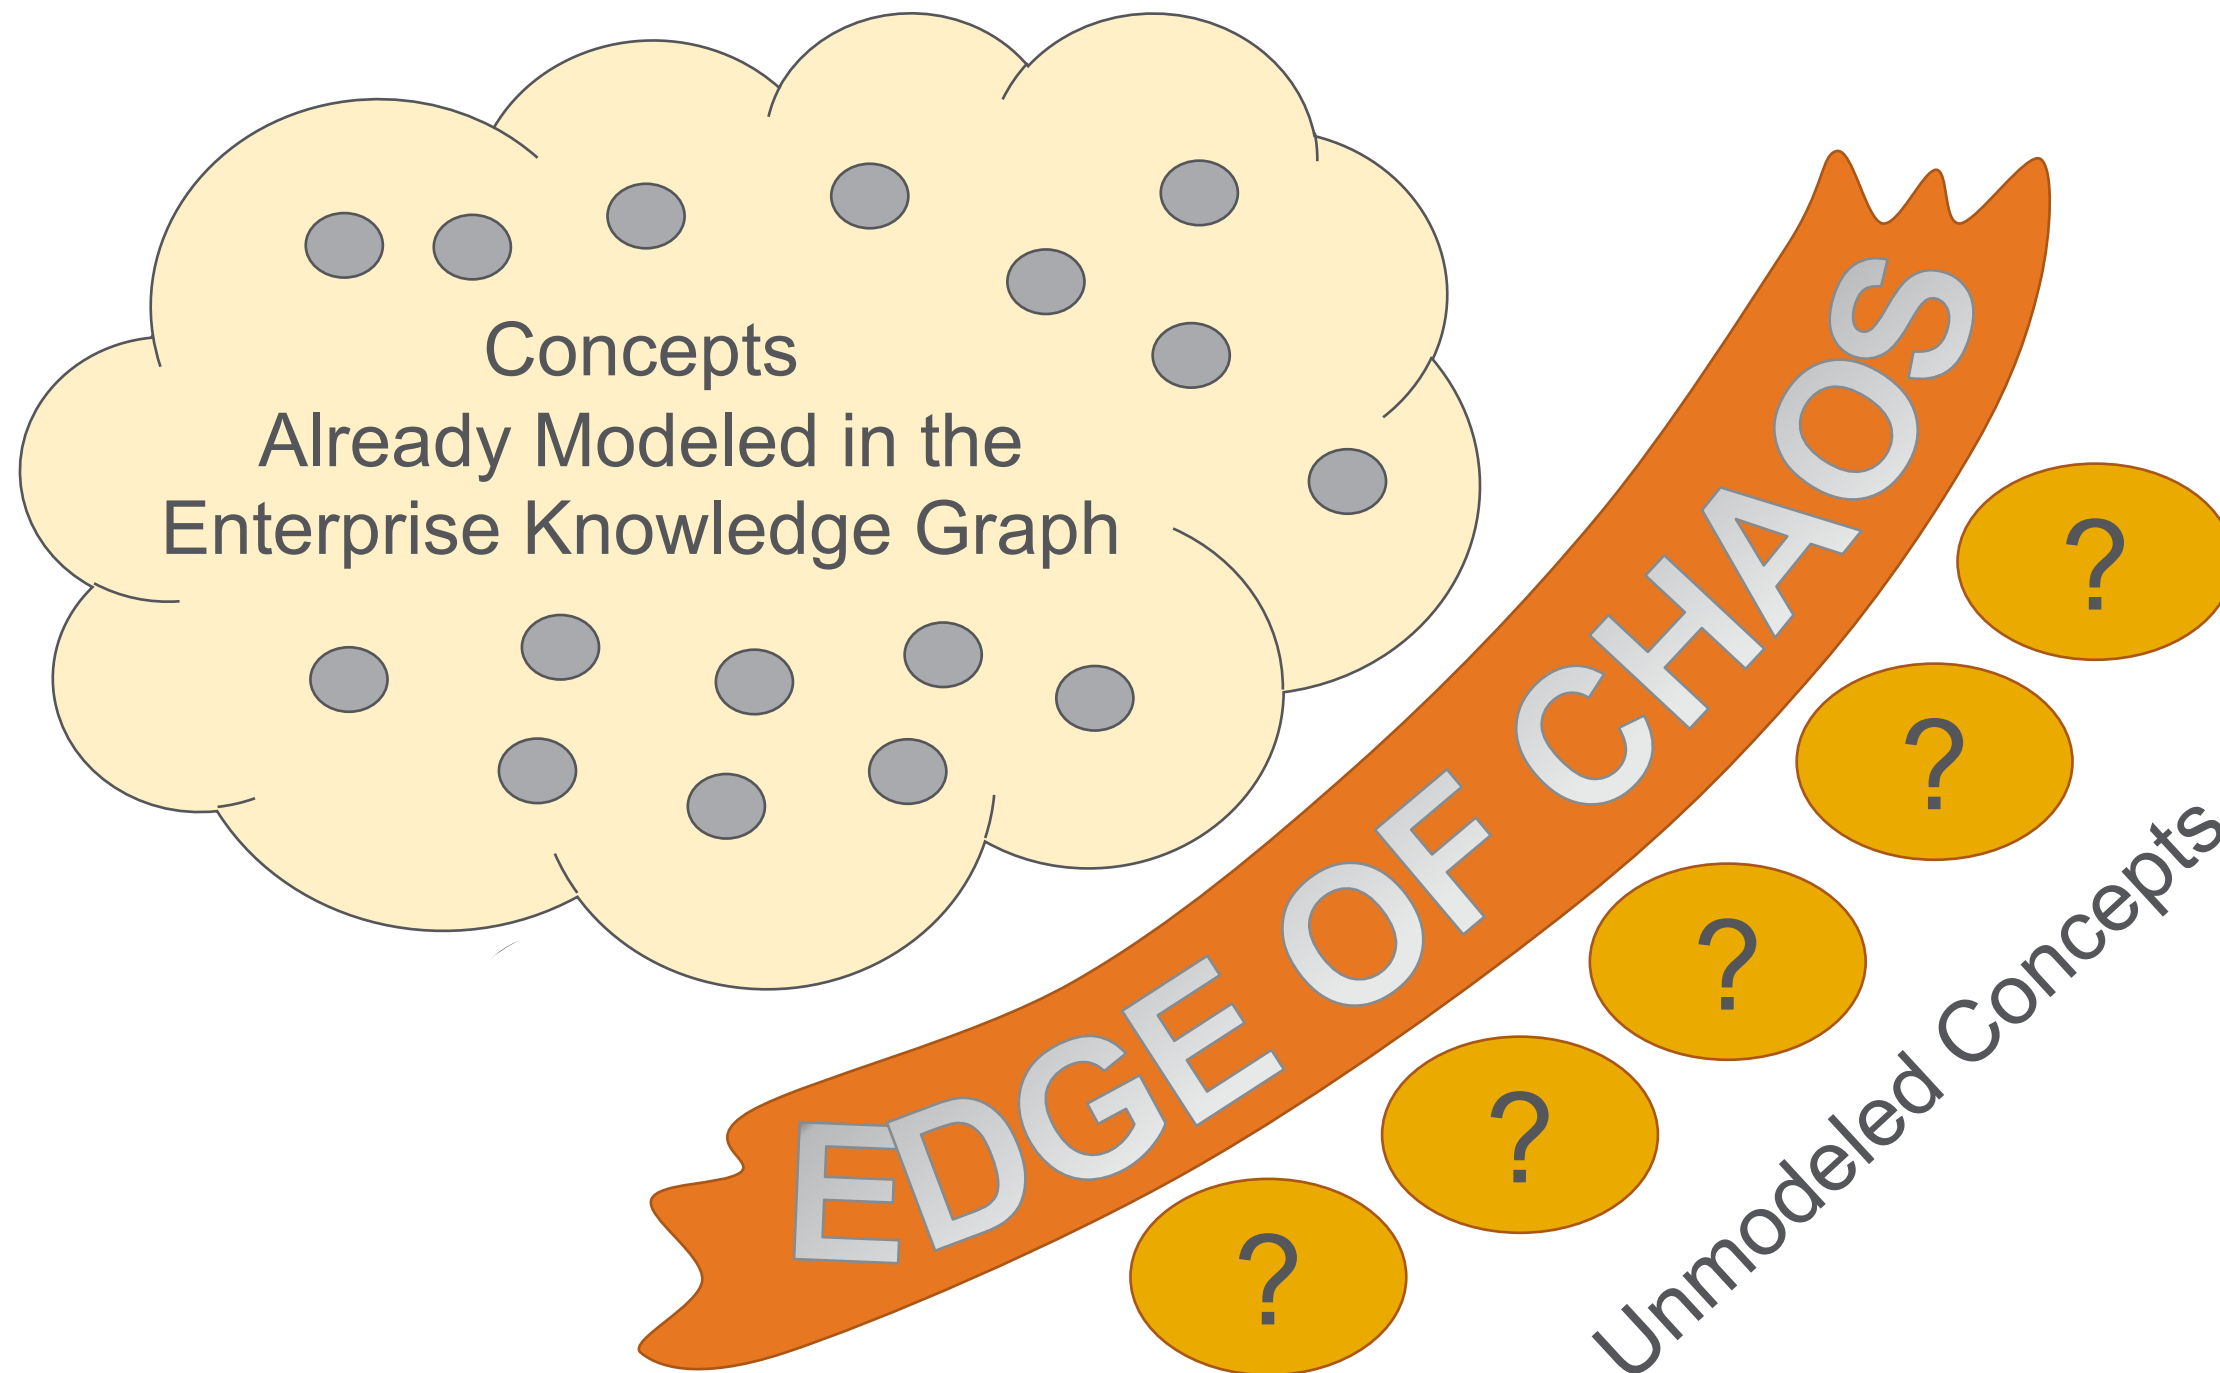 Concepts
Already Modeled in the
Enterprise Knowledge Graph
EDGE OF CHAOS
?
?
?
?
?
Unmodeled Concepts